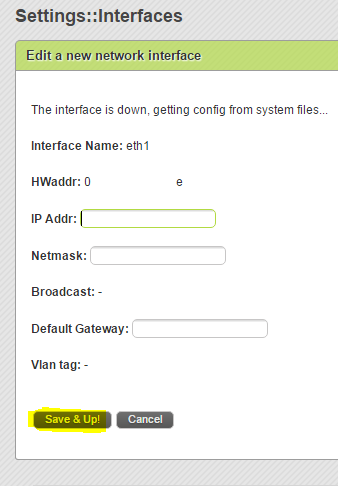 Settings::Interfaces
Edit a new network interface
The interface is down, getting config from system files...
Interface Name: eth1
HWaddr: 0 e
IP Addr:
Netmask:
Broadcast: -
Default Gateway:
Vlan tag: -
Save & Up! Cancel